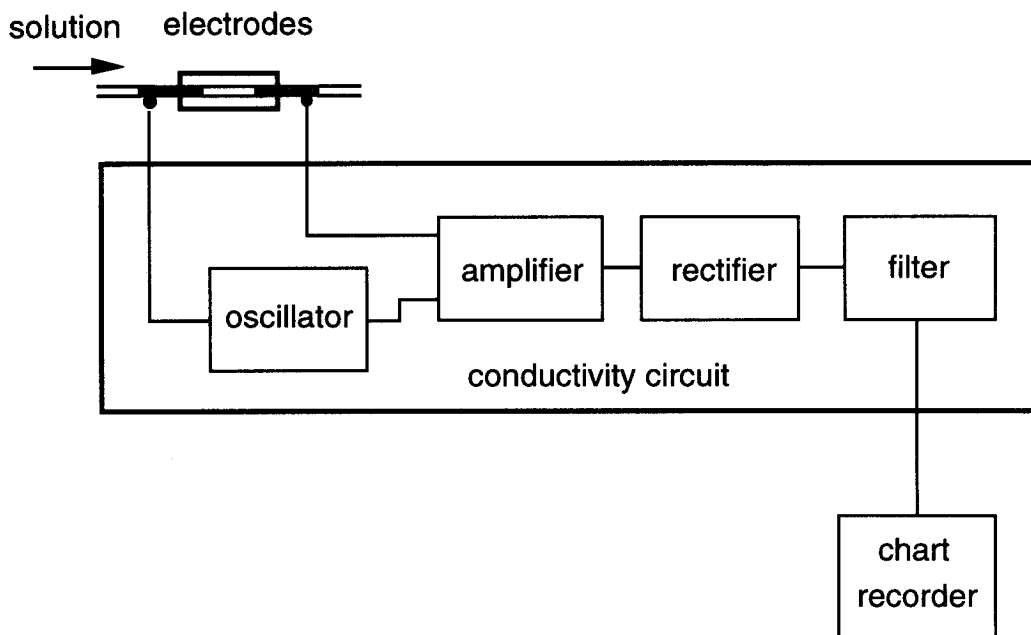 solution
electrodes
amplifier
rectifier
filter
oscillator
conductivity circuit
chart
recorder